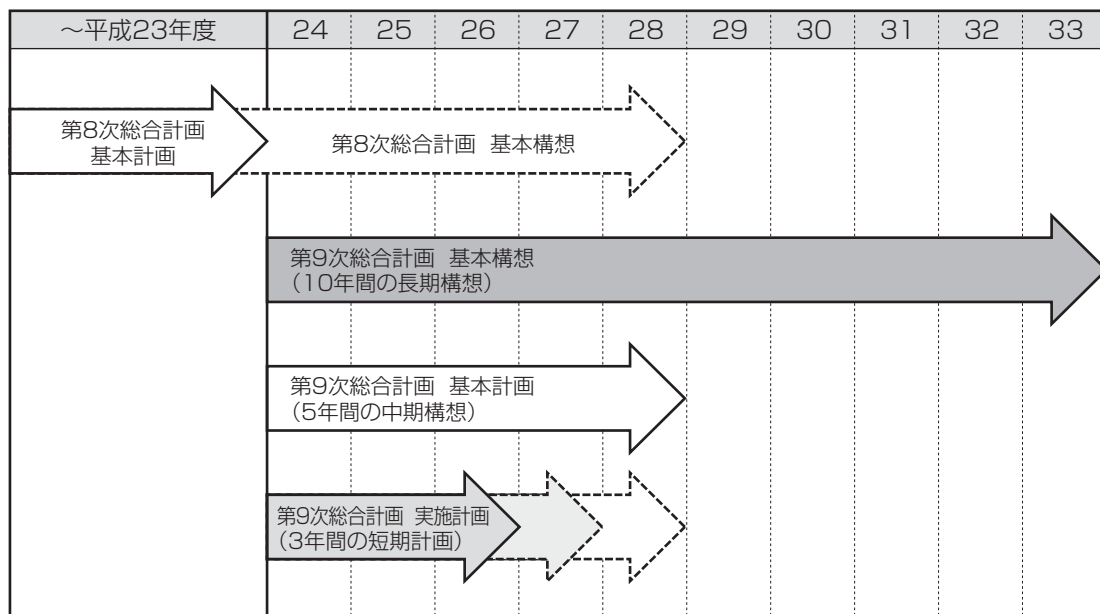 ～平成23年度 24 25 26 27 28 29 30 31 32 33
第8次総合計画
基本計画
第8次総合計画 基本構想
第9次総合計画 基本構想
（10年間の長期構想）
第9次総合計画 基本計画
（5年間の中期構想）
第9次総合計画 実施計画
（3年間の短期計画）